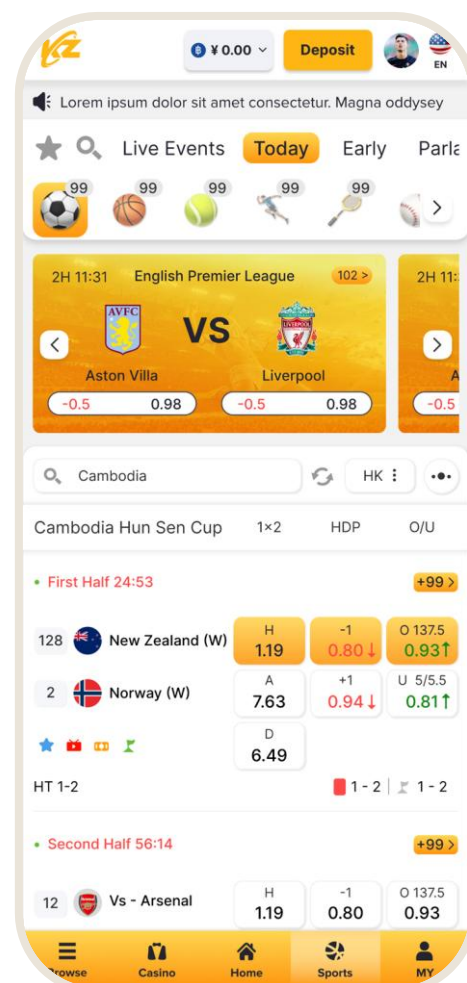 KZ
¥ 0.00
Deposit
EN
Lorem ipsum dolor sit amet consectetur. Magna oddysey
Live Events Today Early Parla
99 99 99 99 99
2H 11:31 English Premier League 102 > 2H 11:
AVFC
VS
LIVERPOOL
Aston Villa Liverpool A
-0.5 0.98 -0.5 0.98 -0.5
Cambodia HK
Cambodia Hun Sen Cup 1×2 HDP O/U
First Half 24:53 +99 >
H -1 O 137.5
128 New Zealand (W) 1.19 0.80↓ 0.93↑
A +1 U 5/5.5
2 Norway (W) 7.63 0.94↓ 0.81↑
D
6.49
HT 1-2 1 - 2 1 - 2
Second Half 56:14 +99 >
H -1 O 137.5
12 Vs - Arsenal 1.19 0.80 0.93
Browse Casino Home Sports MY